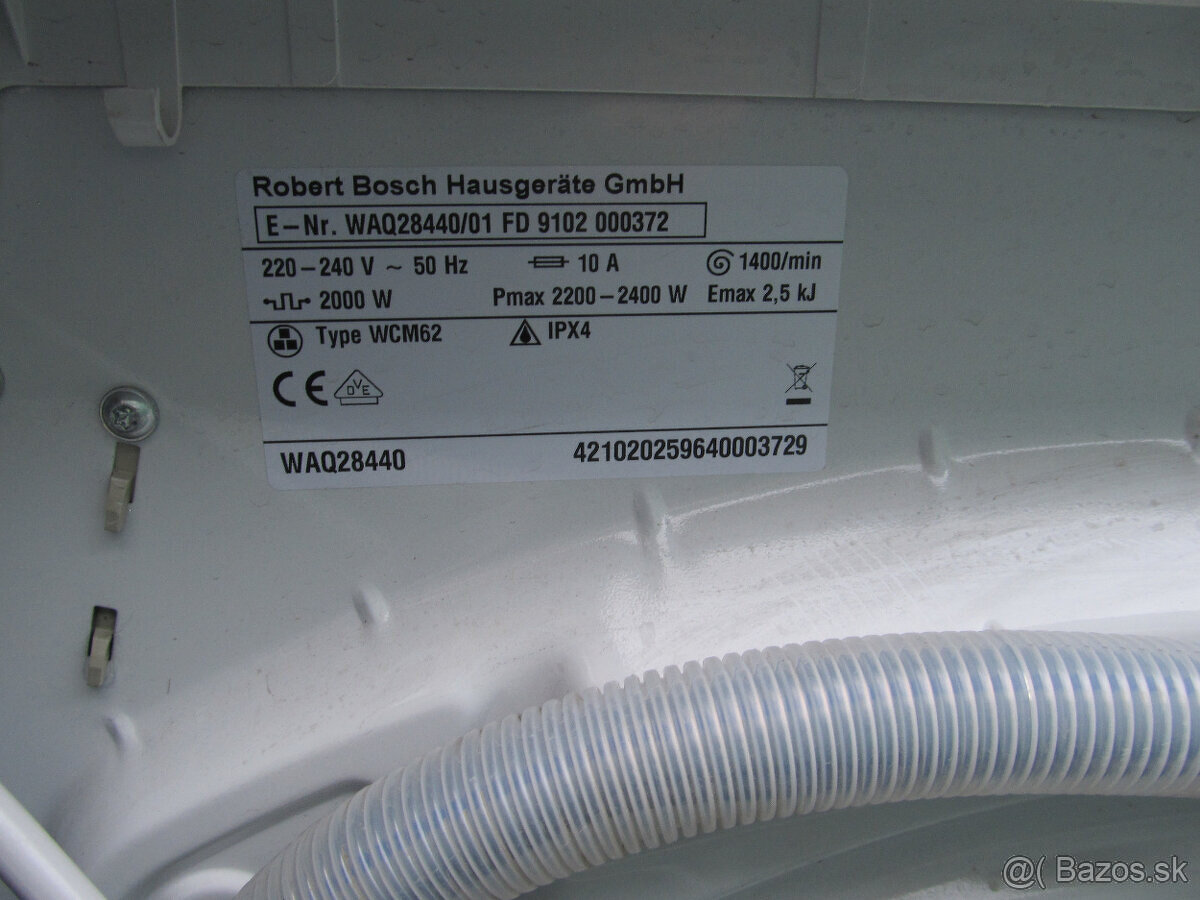 Robert Bosch Hausgeräte GmbH
E–Nr. WAQ28440/01 FD 9102 000372
220–240 V ~ 50 Hz 10 A 1400/min
2000 W Pmax 2200–2400 W Emax 2,5 kJ
Type WCM62 IPX4
CE OVE
WAQ28440 421020259640003729
@( Bazos.sk